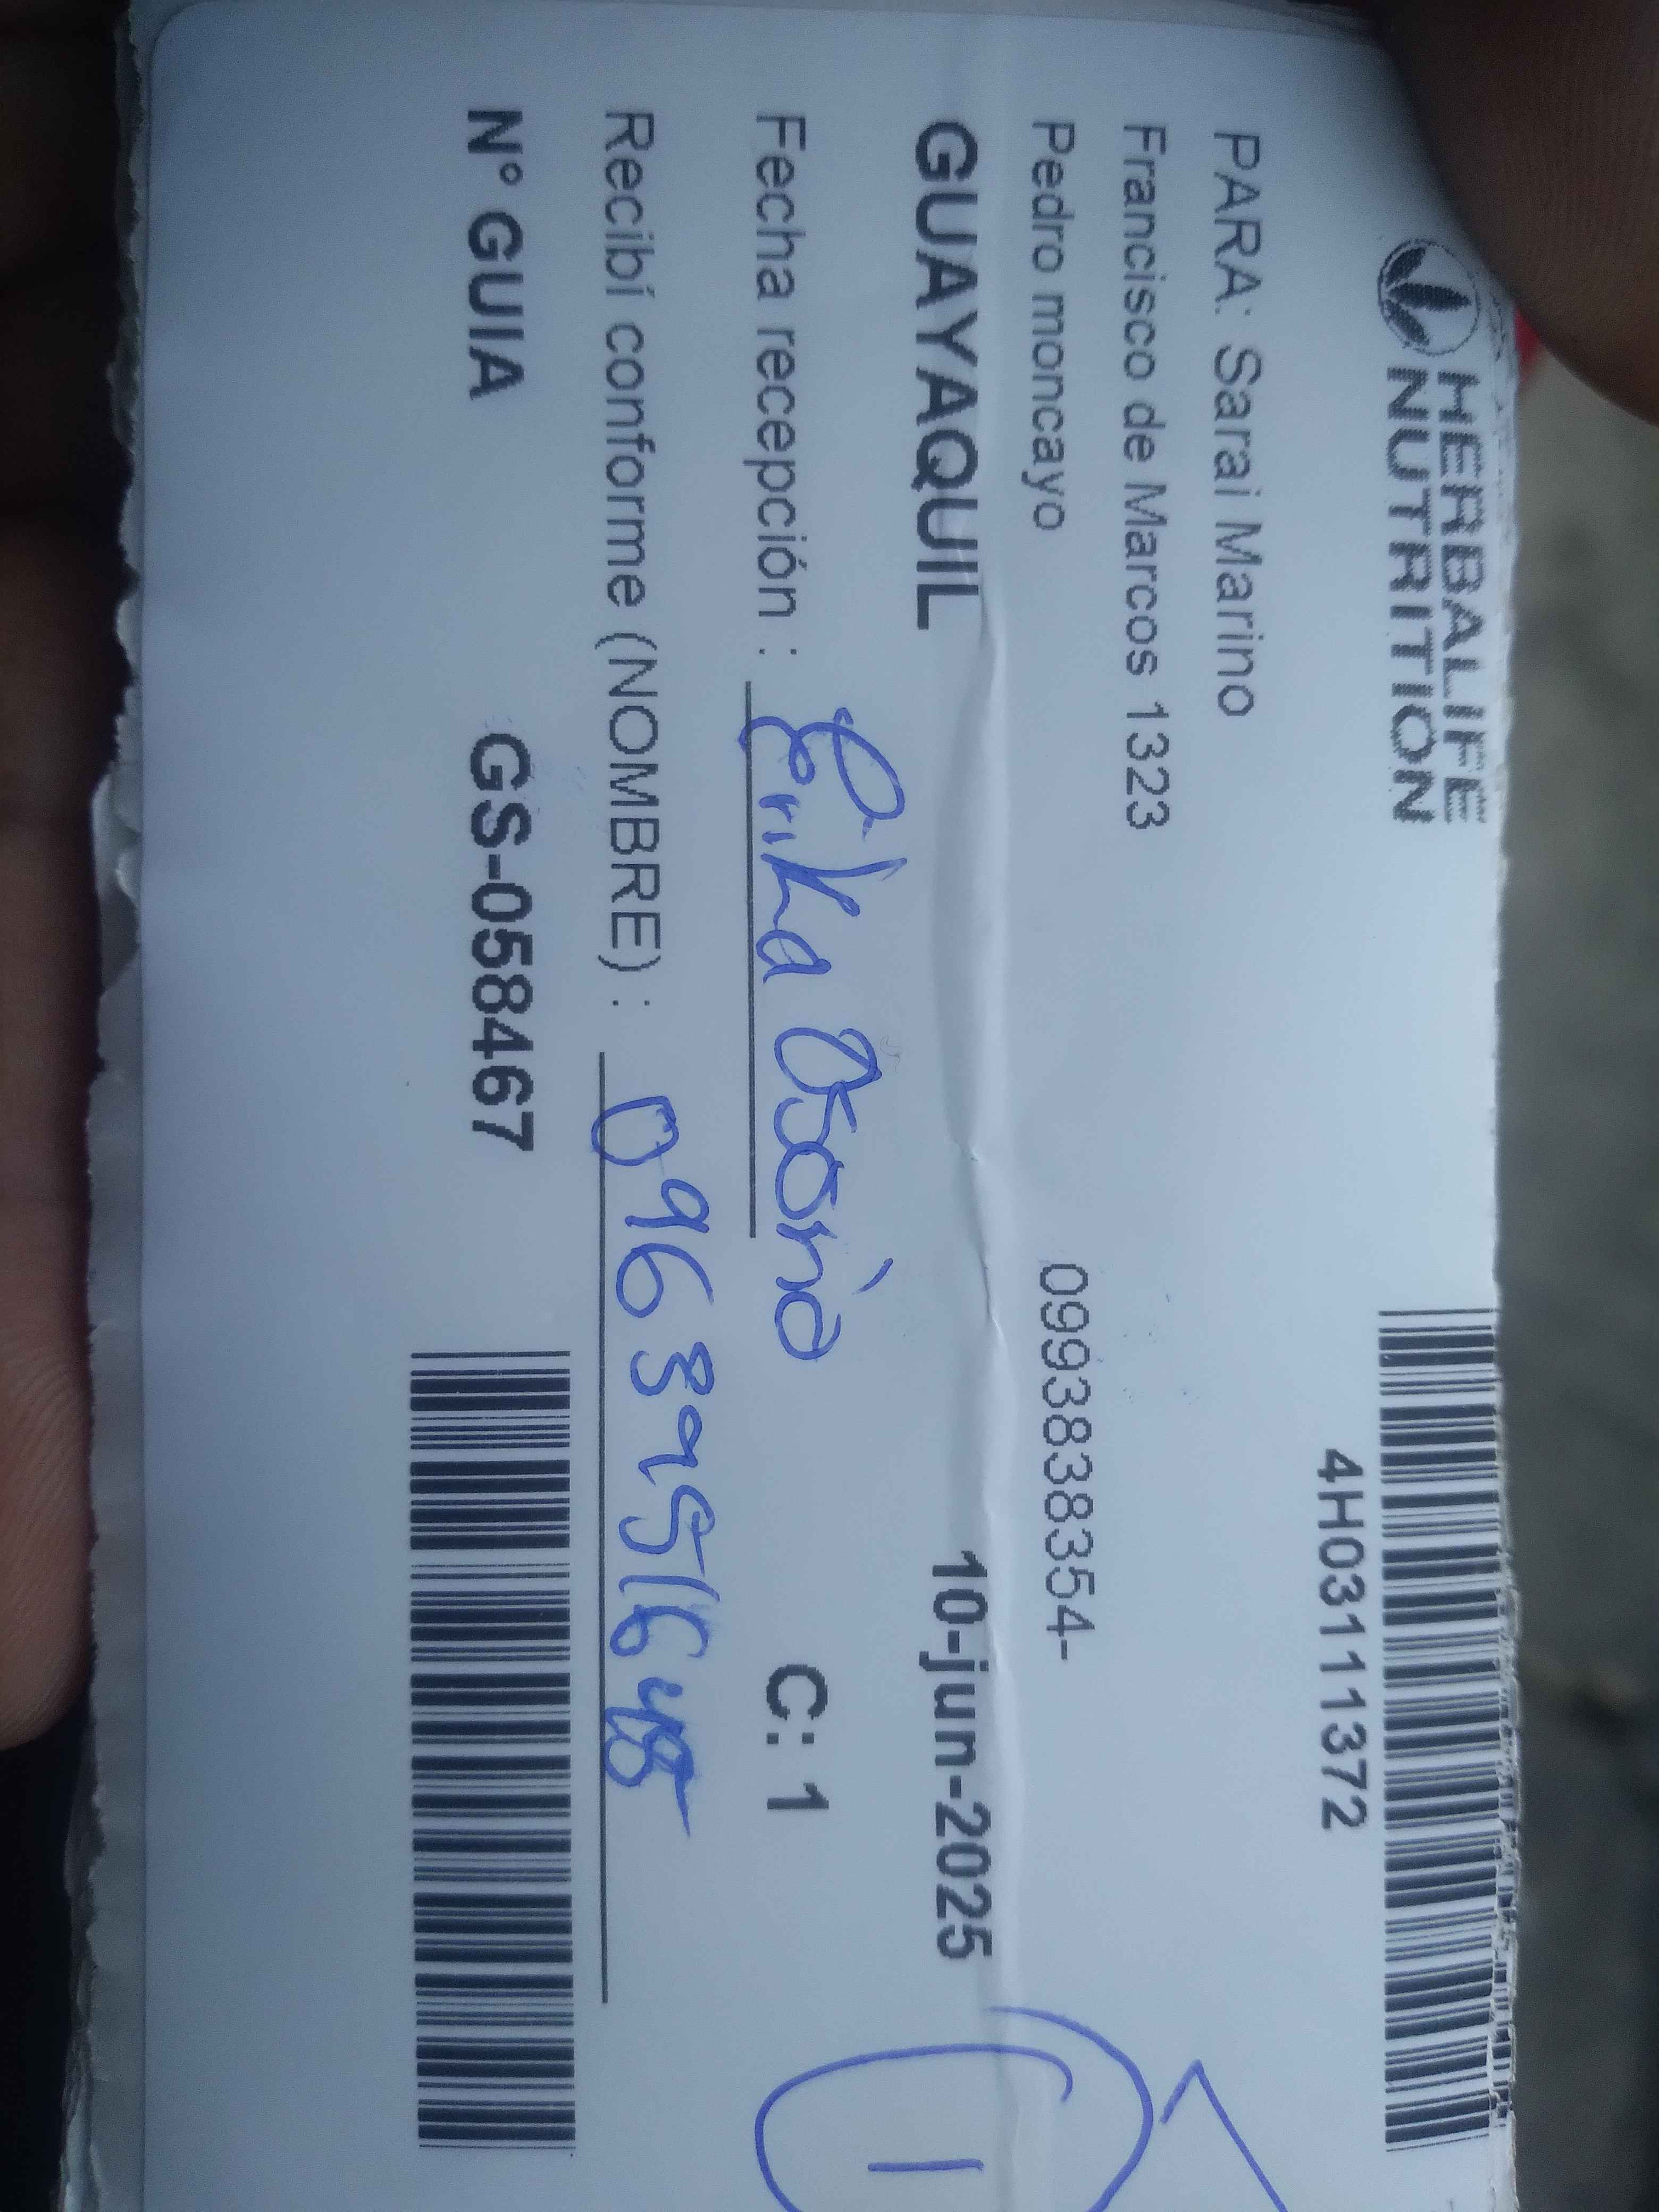 HERBALIFE
NUTRITION
4H03111372
PARA: Sarai Marino
Francisco de Marcos 1323
Pedro moncayo 0993838354-
GUAYAQUIL 10-jun-2025
Fecha recepción : Erika Osorio C: 1
Recibí conforme (NOMBRE) :
N° GUIA GS-058467
1